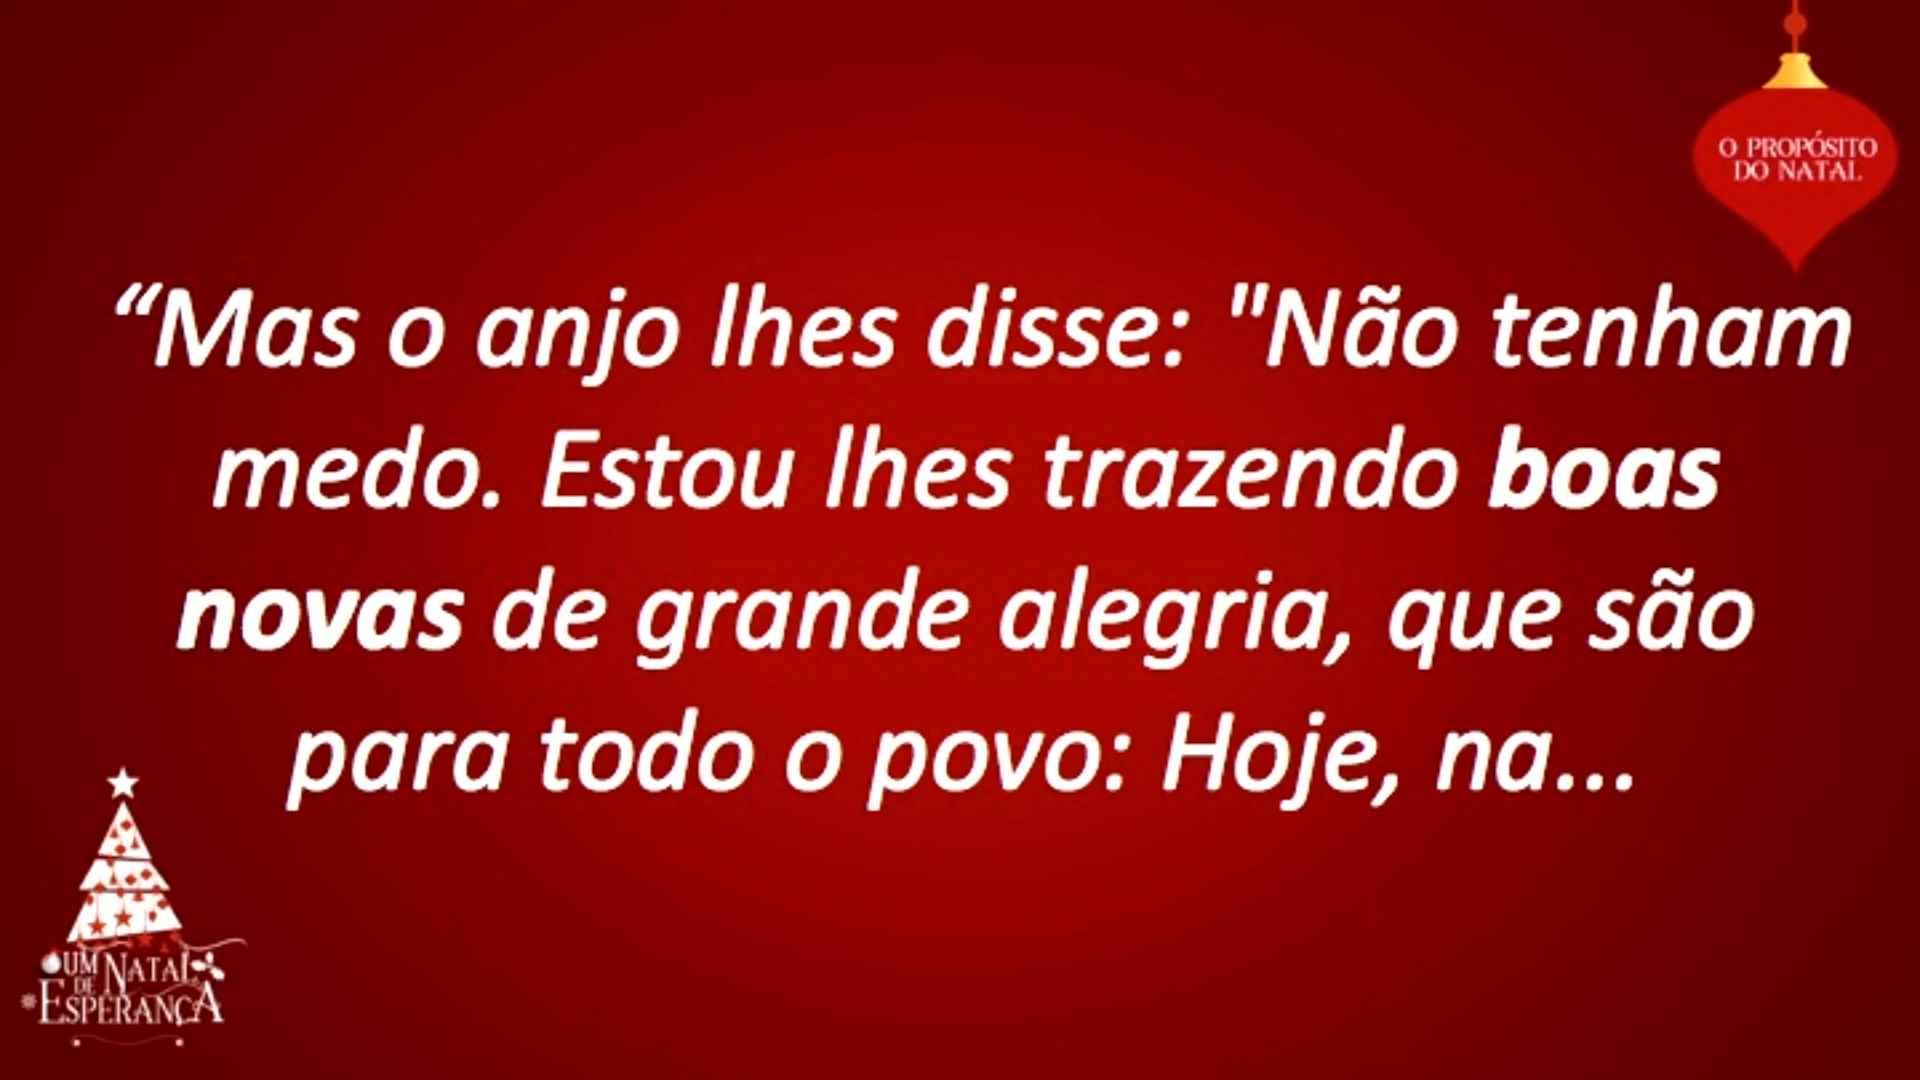 O PROPÓSITO
DO NATAL
“Mas o anjo lhes disse: "Não tenham
medo. Estou lhes trazendo boas
novas de grande alegria, que são
para todo o povo: Hoje, na...
UM NATAL
DE
ESPERANÇA